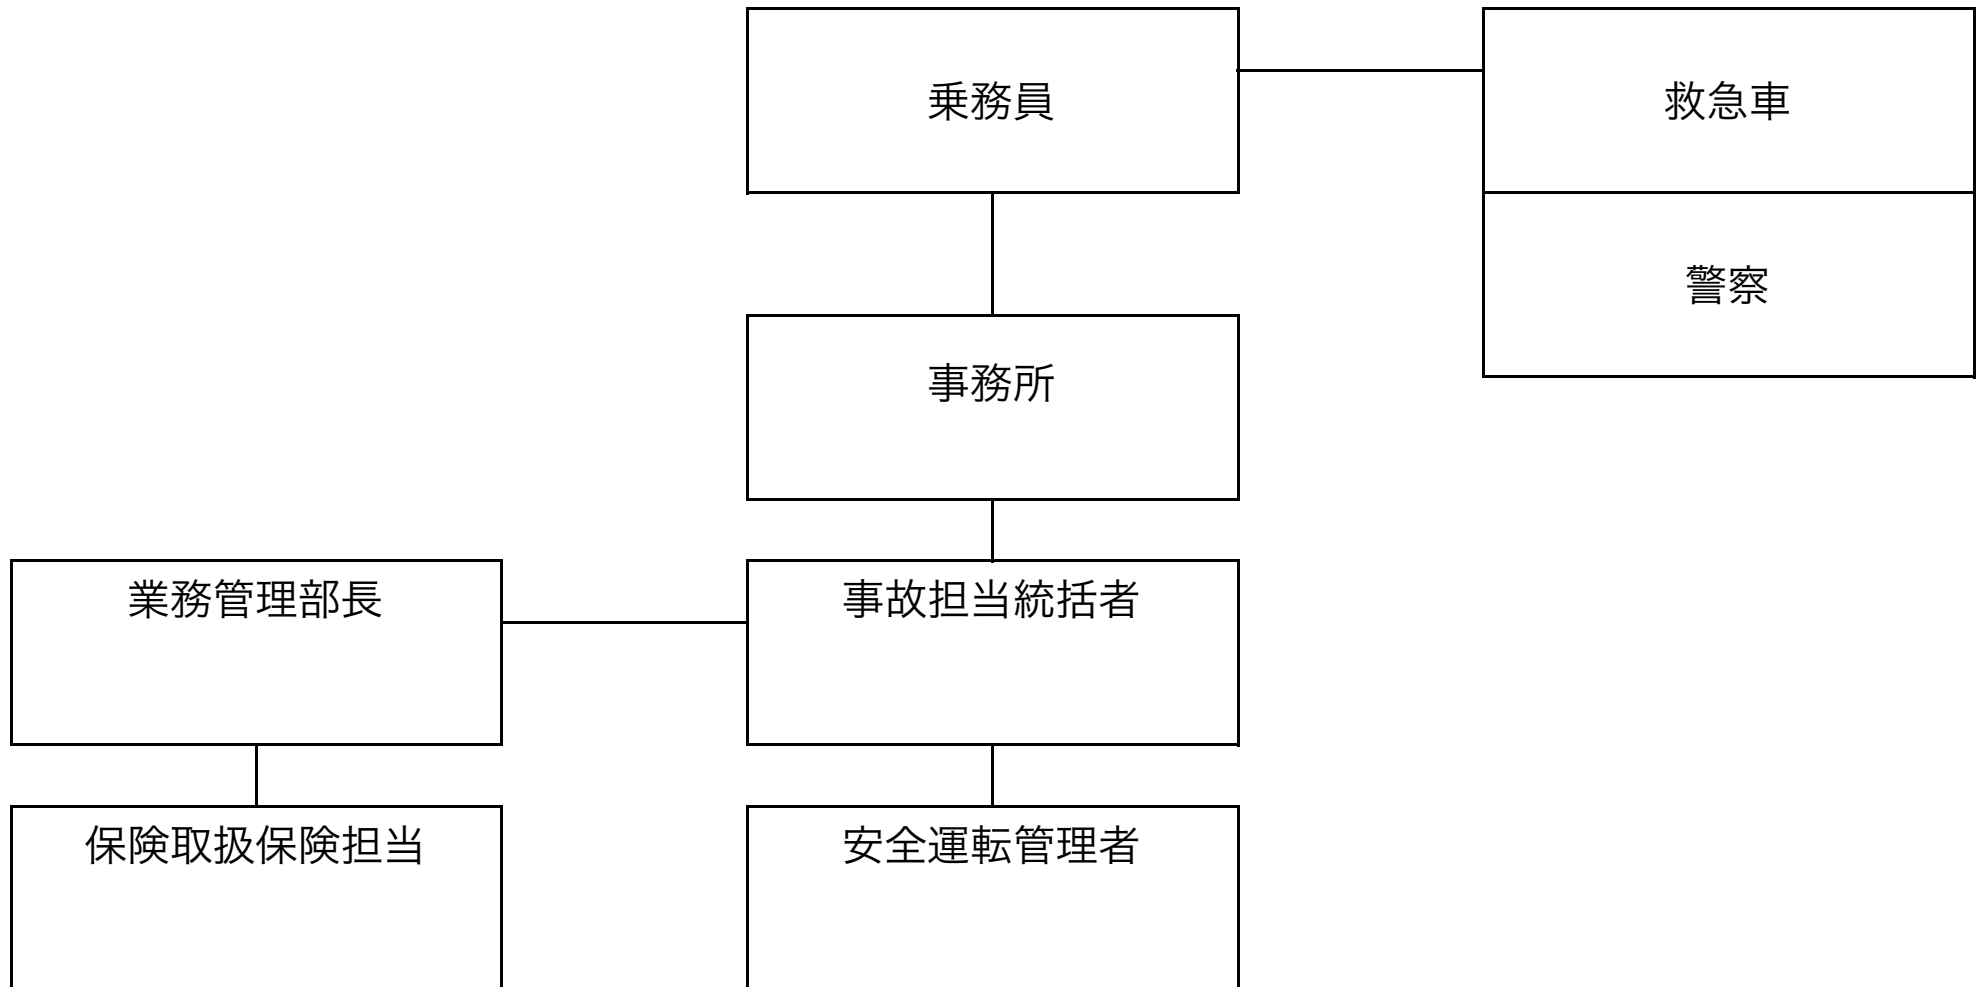 乗務員
救急車
警察
事務所
業務管理部長
事故担当統括者
保険取扱保険担当
安全運転管理者